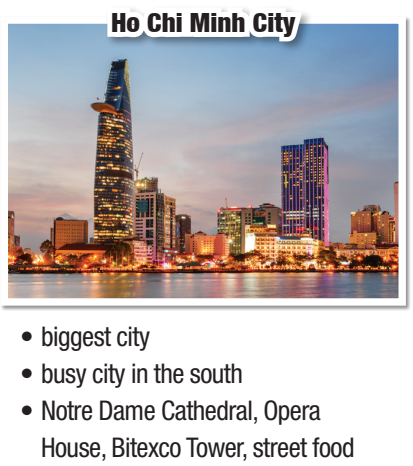 Ho Chi Minh City
• biggest city
• busy city in the south
• Notre Dame Cathedral, Opera
House, Bitexco Tower, street food